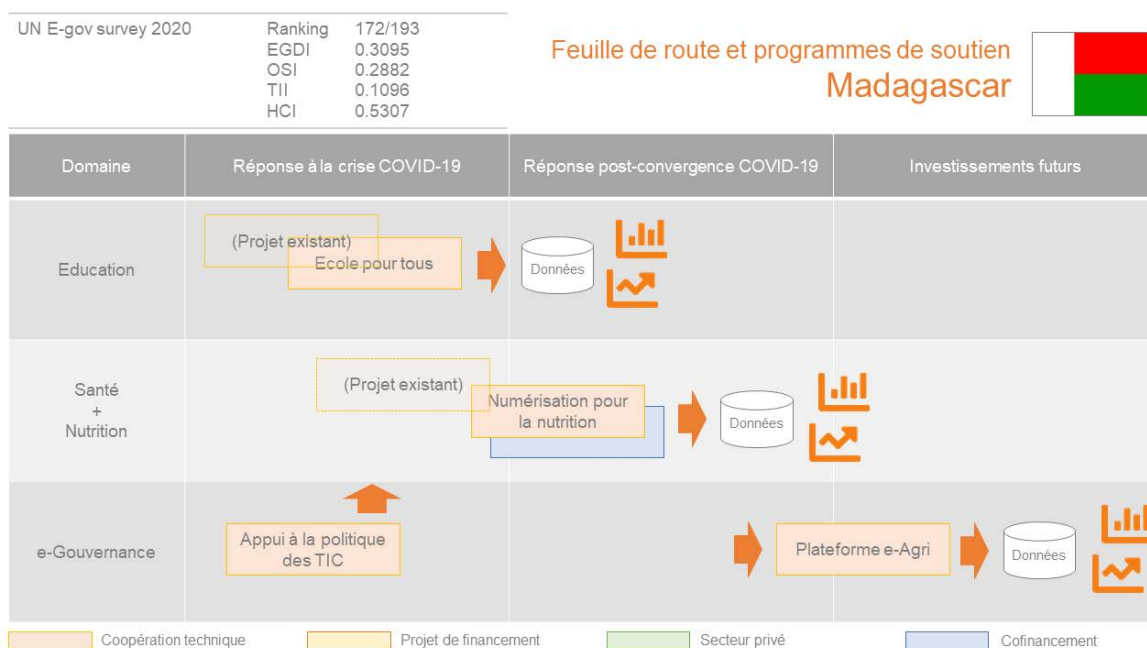 UN E-gov survey 2020
Ranking 172/193
EGDI 0.3095
OSI 0.2882
TII 0.1096
HCI 0.5307
Feuille de route et programmes de soutien
Madagascar
Domaine
Réponse à la crise COVID-19
Réponse post-convergence COVID-19
Investissements futurs
Education
(Projet existant)
Ecole pour tous
Données
Santé
+
Nutrition
(Projet existant)
Numérisation pour
la nutrition
Données
e-Gouvernance
Appui à la politique
des TIC
Plateforme e-Agri
Données
Coopération technique
Projet de financement
Secteur privé
Cofinancement